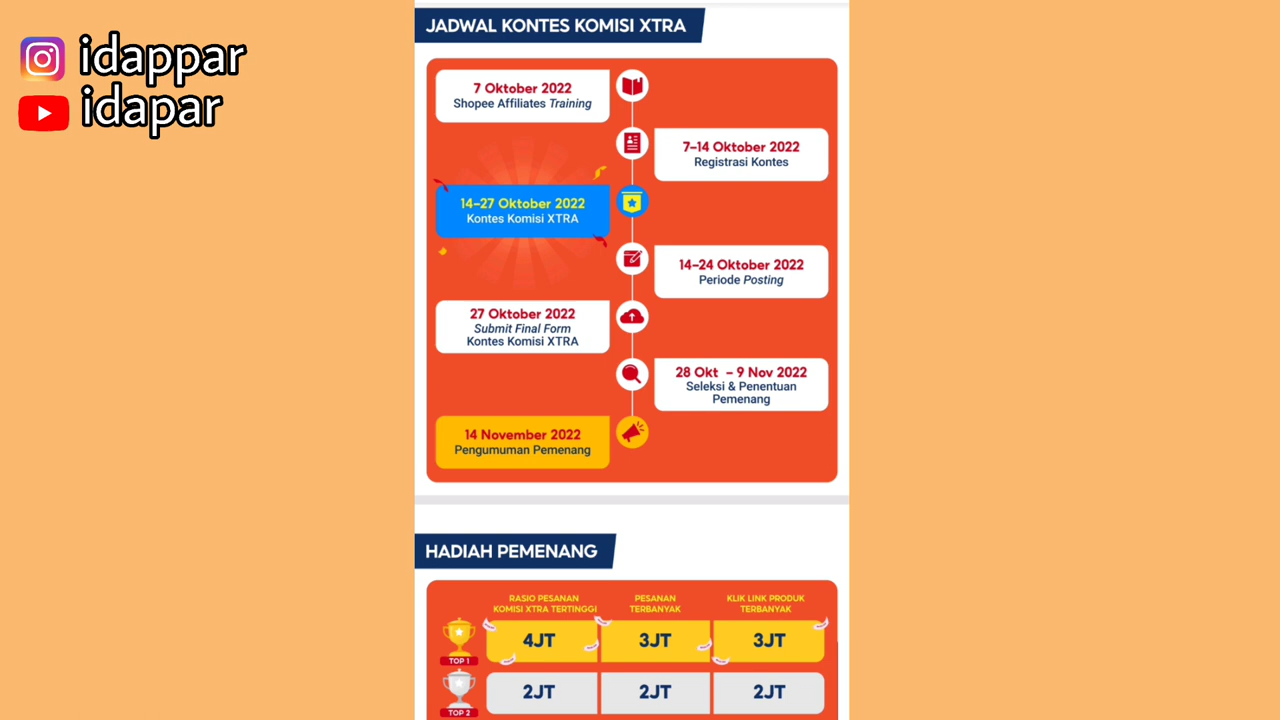 idappar
idapar
JADWAL KONTES KOMISI XTRA
7 Oktober 2022
Shopee Affiliates Training
7–14 Oktober 2022
Registrasi Kontes
14–27 Oktober 2022
Kontes Komisi XTRA
14–24 Oktober 2022
Periode Posting
27 Oktober 2022
Submit Final Form
Kontes Komisi XTRA
28 Okt – 9 Nov 2022
Seleksi & Penentuan
Pemenang
14 November 2022
Pengumuman Pemenang
HADIAH PEMENANG
RASIO PESANAN
KOMISI XTRA TERTINGGI
PESANAN
TERBANYAK
KLIK LINK PRODUK
TERBANYAK
TOP 1
4JT
3JT
3JT
TOP 2
2JT
2JT
2JT